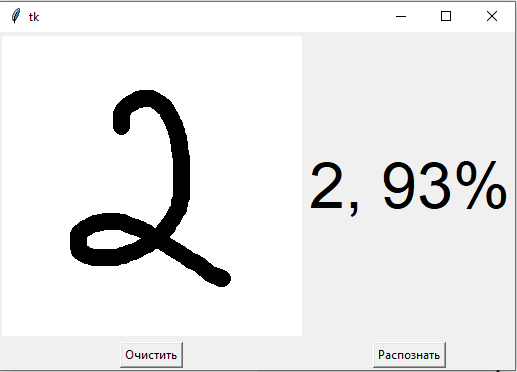 tk
2
2, 93%
Очистить
Распознать